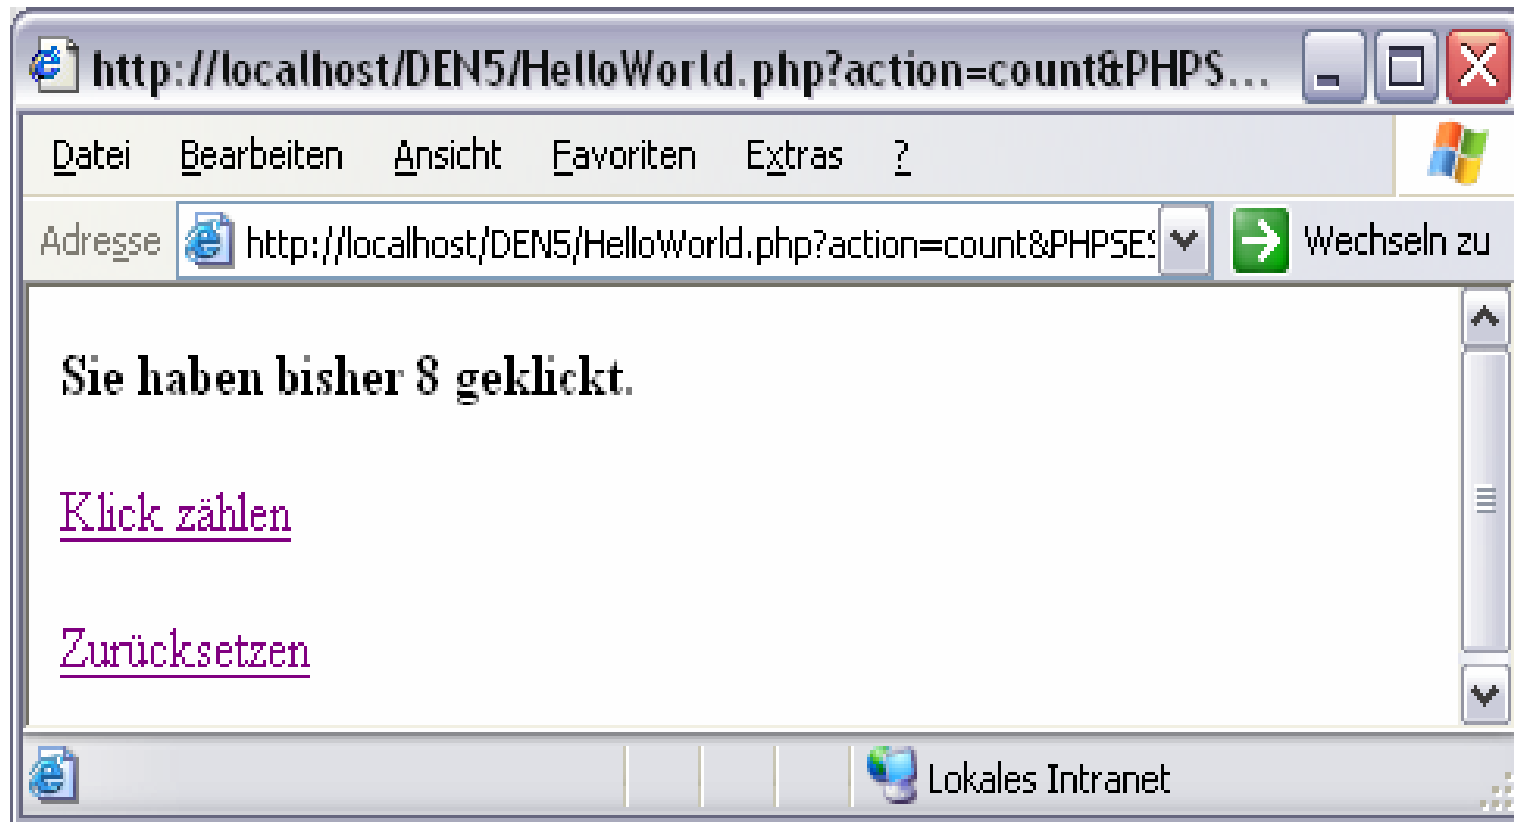 http://localhost/DEN5/HelloWorld.php?action=count&PHPS...
Datei Bearbeiten Ansicht Favoriten Extras ?
Adresse http://localhost/DEN5/HelloWorld.php?action=count&PHPSES Wechseln zu
Sie haben bisher 8 geklickt.
Klick zählen
Zurücksetzen
Lokales Intranet